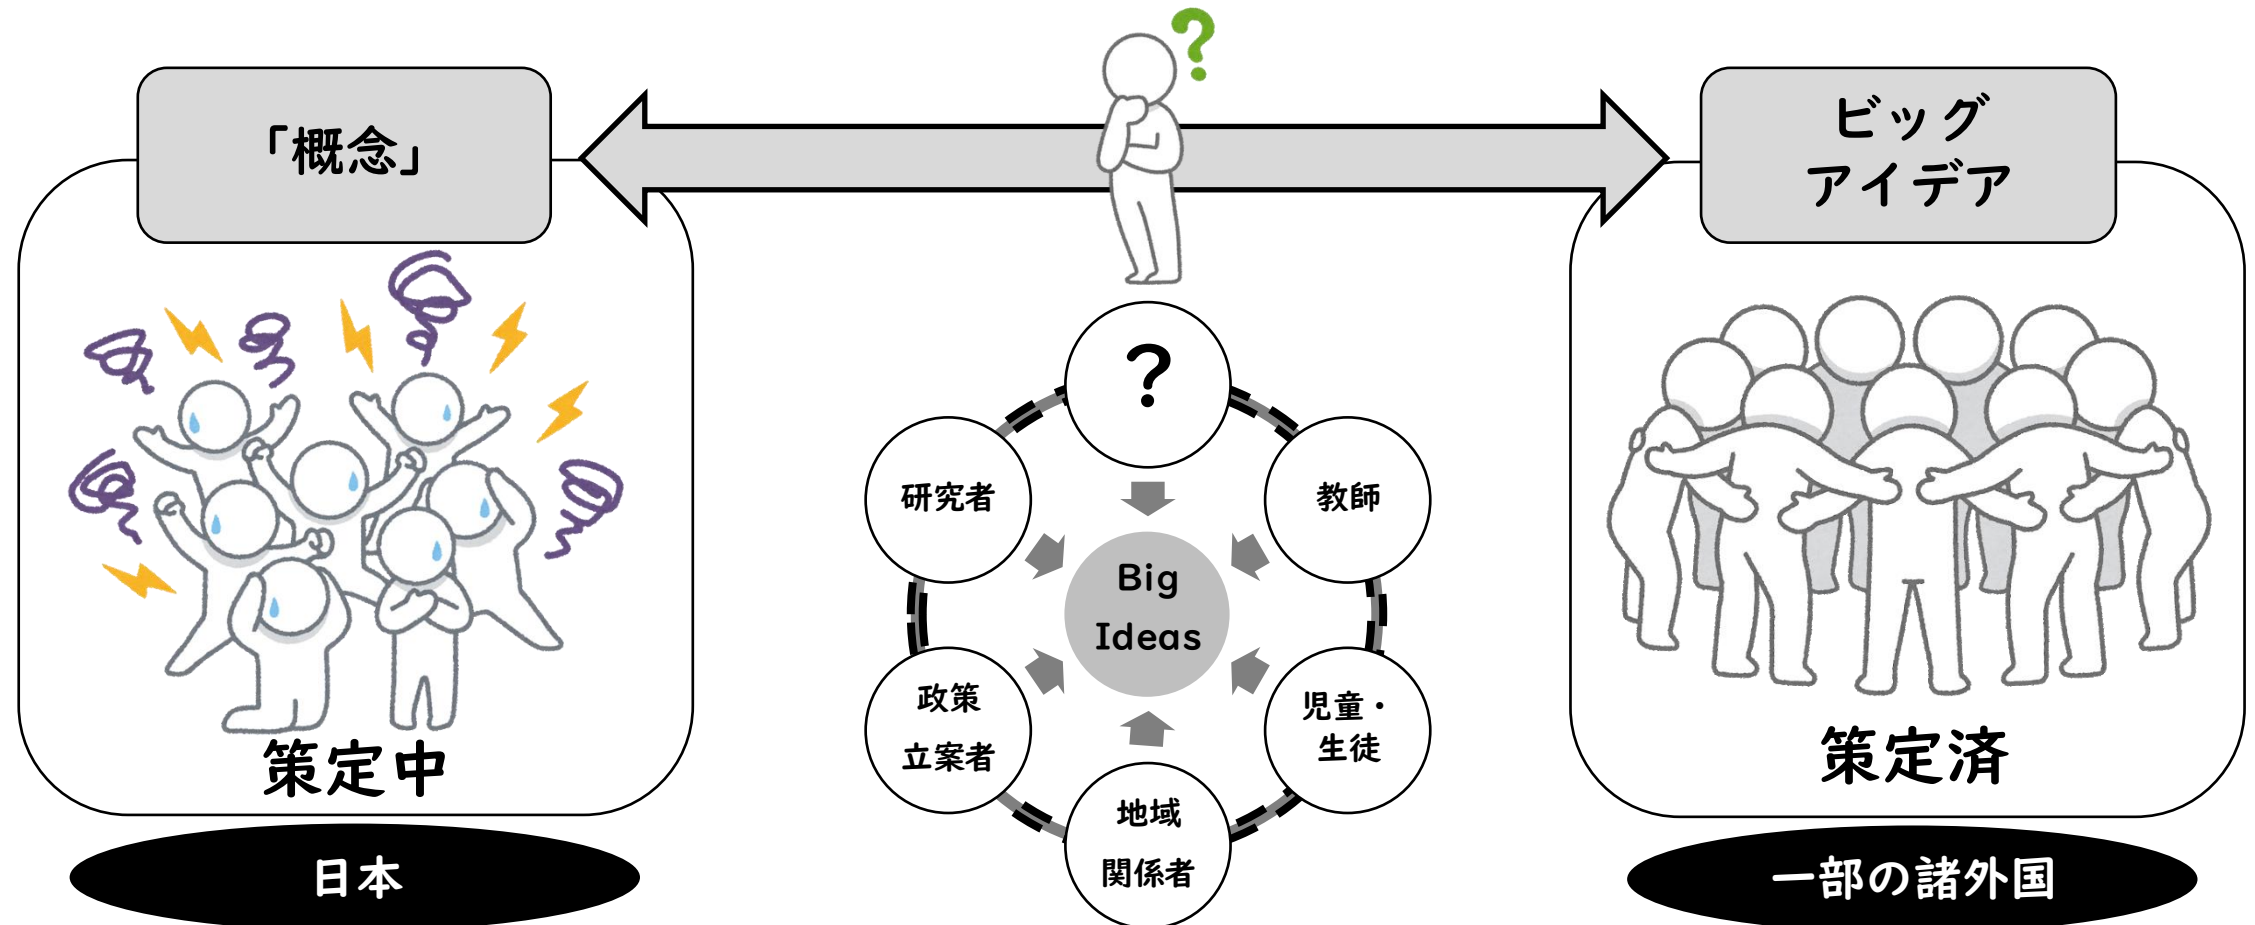 ?
「概念」
ビッグ
アイデア
?
研究者
教師
Big
Ideas
政策
立案者
児童・
生徒
地域
関係者
策定中
策定済
日本
一部の諸外国